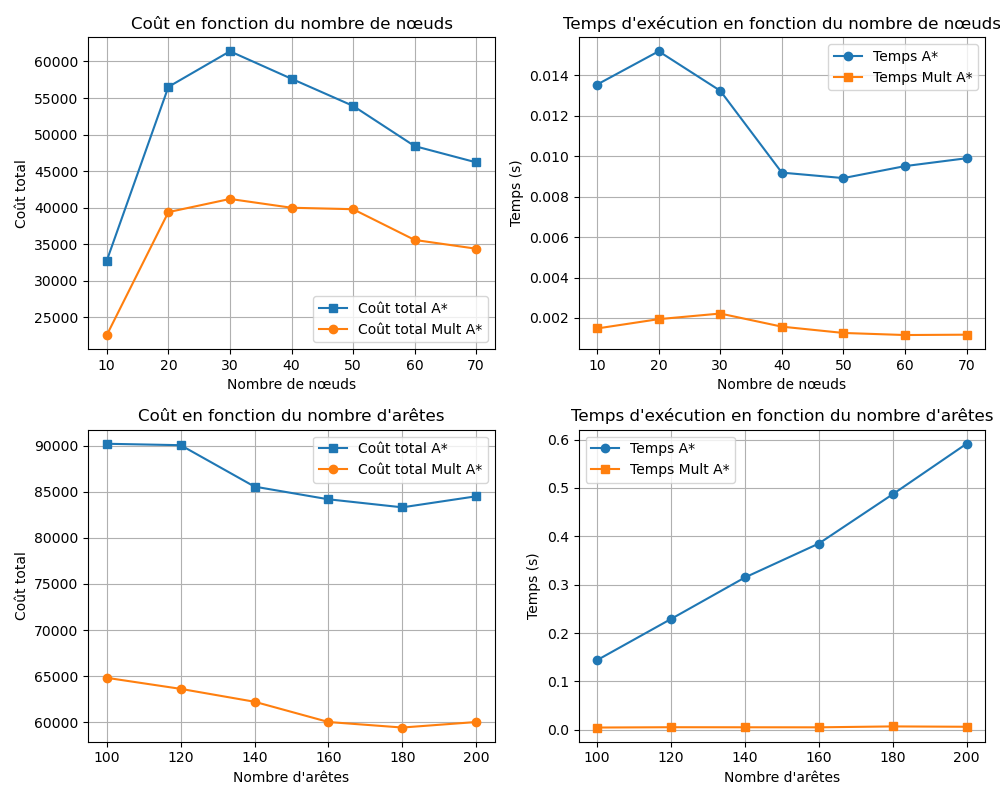 Coût en fonction du nombre de nœuds
Coût total
60000
55000
50000
45000
40000
35000
30000
25000
Coût total A*
Coût total Mult A*
10 20 30 40 50 60 70
Nombre de nœuds
Temps d'exécution en fonction du nombre de nœuds
Temps (s)
0.014
0.012
0.010
0.008
0.006
0.004
0.002
Temps A*
Temps Mult A*
10 20 30 40 50 60 70
Nombre de nœuds
Coût en fonction du nombre d'arêtes
Coût total
90000
85000
80000
75000
70000
65000
60000
Coût total A*
Coût total Mult A*
100 120 140 160 180 200
Nombre d'arêtes
Temps d'exécution en fonction du nombre d'arêtes
Temps (s)
0.6
0.5
0.4
0.3
0.2
0.1
0.0
Temps A*
Temps Mult A*
100 120 140 160 180 200
Nombre d'arêtes